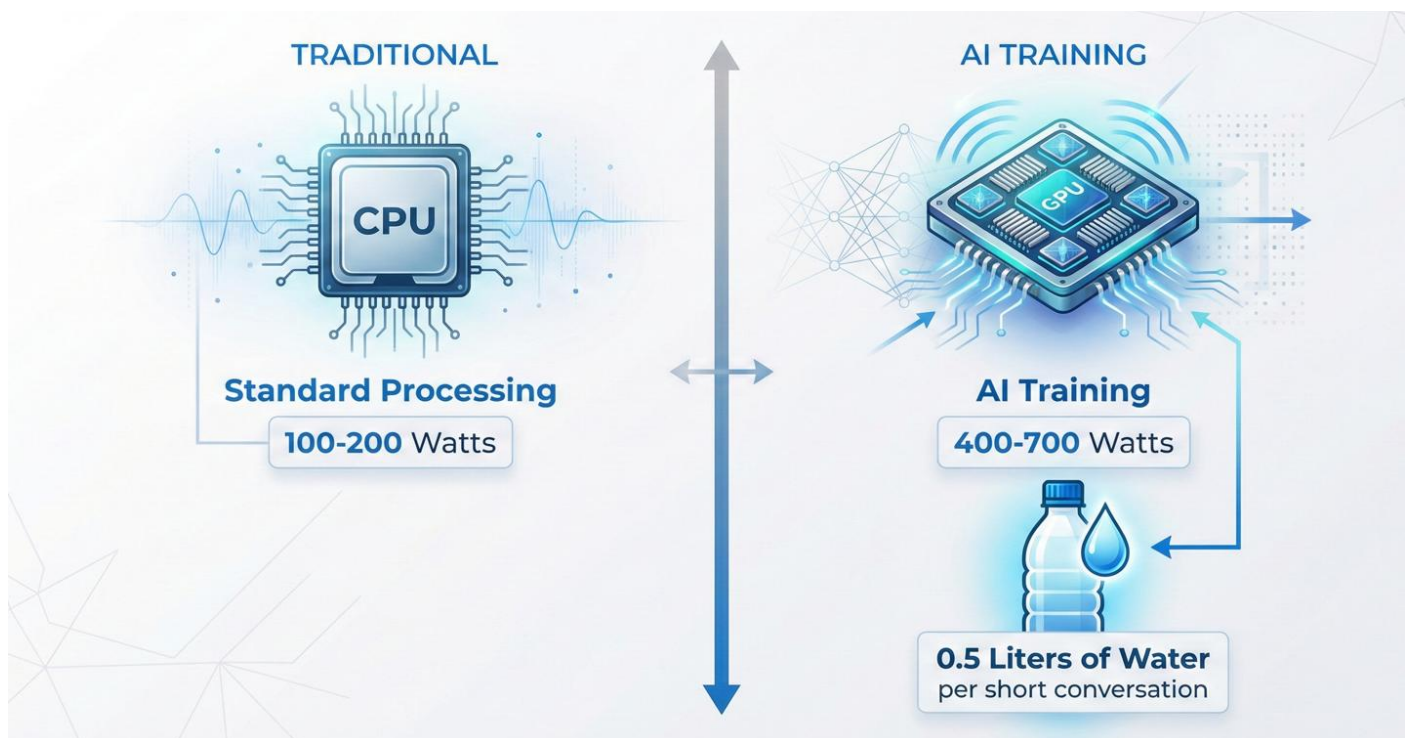 TRADITIONAL
CPU
Standard Processing
100-200 Watts
AI TRAINING
GPU
AI Training
400-700 Watts
0.5 Liters of Water
per short conversation